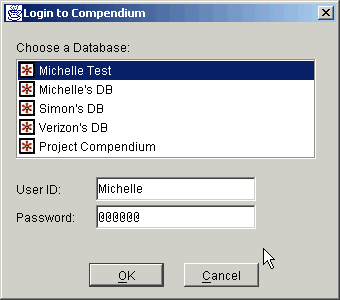 Login to Compendium
Choose a Database:
Michelle Test
Michelle's DB
Simon's DB
Verizon's DB
Project Compendium
User ID: Michelle
Password: 000000
OK Cancel